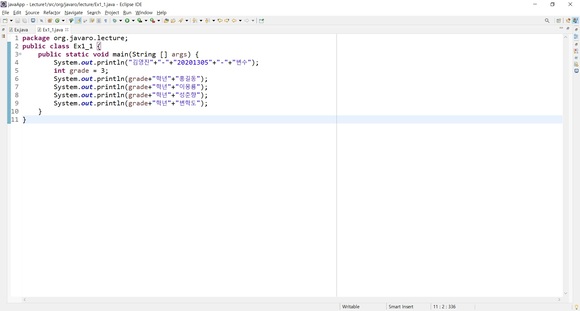 javaApp - Lecture1/src/org/javaro/lecture/Ex1_1.java - Eclipse IDE
File Edit Source Refactor Navigate Search Project Run Window Help
Ex.java Ex1_1.java
1 package org.javaro.lecture;
2 public class Ex1_1 {
3 public static void main(String [] args) {
4 System.out.println("김영진"+"-"+"20201305"+"-"+"변수");
5 int grade = 3;
6 System.out.println(grade+"학년"+"홍길동");
7 System.out.println(grade+"학년"+"이몽룡");
8 System.out.println(grade+"학년"+"성춘향");
9 System.out.println(grade+"학년"+"변학도");
10 }
11 }
Writable Smart Insert 11 : 2 : 336